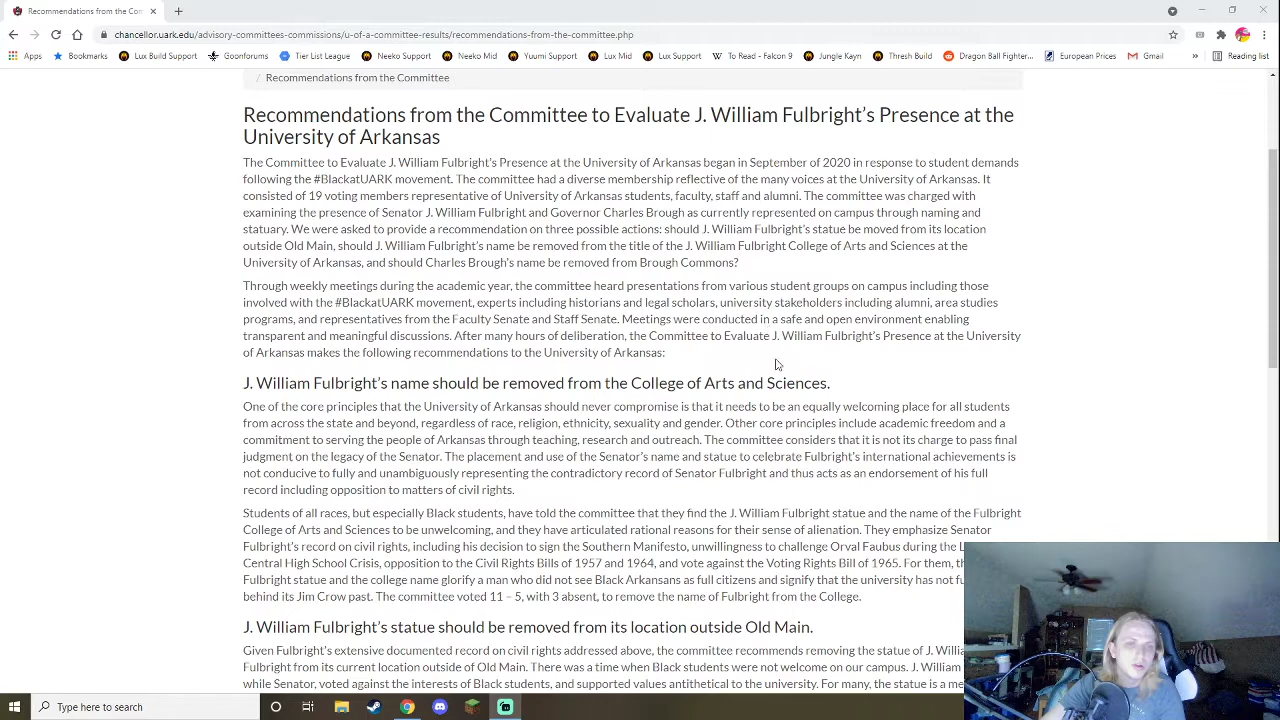 Recommendations from the Com
chancellor.uark.edu/advisory-committees-commissions/u-of-a-committee-results/recommendations-from-the-committee.php
Apps Bookmarks Lux Build Support Goonforums Tier List League Neeko Support Neeko Mid Yuumi Support Lux Mid Lux Support To Read - Falcon 9 Jungle Kayn Thresh Build Dragon Ball Fighter... European Prices Gmail » Reading list
/ Recommendations from the Committee
Recommendations from the Committee to Evaluate J. William Fulbright's Presence at the
University of Arkansas
The Committee to Evaluate J. William Fulbright's Presence at the University of Arkansas began in September of 2020 in response to student demands
following the #BlackatUARK movement. The committee had a diverse membership reflective of the many voices at the University of Arkansas. It
consisted of 19 voting members representative of University of Arkansas students, faculty, staff and alumni. The committee was charged with
examining the presence of Senator J. William Fulbright and Governor Charles Brough as currently represented on campus through naming and
statuary. We were asked to provide a recommendation on three possible actions: should J. William Fulbright's statue be moved from its location
outside Old Main, should J. William Fulbright's name be removed from the title of the J. William Fulbright College of Arts and Sciences at the
University of Arkansas, and should Charles Brough's name be removed from Brough Commons?
Through weekly meetings during the academic year, the committee heard presentations from various student groups on campus including those
involved with the #BlackatUARK movement, experts including historians and legal scholars, university stakeholders including alumni, area studies
programs, and representatives from the Faculty Senate and Staff Senate. Meetings were conducted in a safe and open environment enabling
transparent and meaningful discussions. After many hours of deliberation, the Committee to Evaluate J. William Fulbright's Presence at the University
of Arkansas makes the following recommendations to the University of Arkansas:
J. William Fulbright's name should be removed from the College of Arts and Sciences.
One of the core principles that the University of Arkansas should never compromise is that it needs to be an equally welcoming place for all students
from across the state and beyond, regardless of race, religion, ethnicity, sexuality and gender. Other core principles include academic freedom and a
commitment to serving the people of Arkansas through teaching, research and outreach. The committee considers that it is not its charge to pass final
judgment on the legacy of the Senator. The placement and use of the Senator's name and statue to celebrate Fulbright's international achievements is
not conducive to fully and unambiguously representing the contradictory record of Senator Fulbright and thus acts as an endorsement of his full
record including opposition to matters of civil rights.
Students of all races, but especially Black students, have told the committee that they find the J. William Fulbright statue and the name of the Fulbright
College of Arts and Sciences to be unwelcoming, and they have articulated rational reasons for their sense of alienation. They emphasize Senator
Fulbright's record on civil rights, including his decision to sign the Southern Manifesto, unwillingness to challenge Orval Faubus during the L
Central High School Crisis, opposition to the Civil Rights Bills of 1957 and 1964, and vote against the Voting Rights Bill of 1965. For them, th
Fulbright statue and the college name glorify a man who did not see Black Arkansans as full citizens and signify that the university has not fu
behind its Jim Crow past. The committee voted 11 – 5, with 3 absent, to remove the name of Fulbright from the College.
J. William Fulbright's statue should be removed from its location outside Old Main.
Given Fulbright's extensive documented record on civil rights addressed above, the committee recommends removing the statue of J. Willia
Fulbright from its current location outside of Old Main. There was a time when Black students were not welcome on our campus. J. William
while Senator, voted against the interests of Black students, and supported values antithetical to the university. For many, the statue is a me
Type here to search